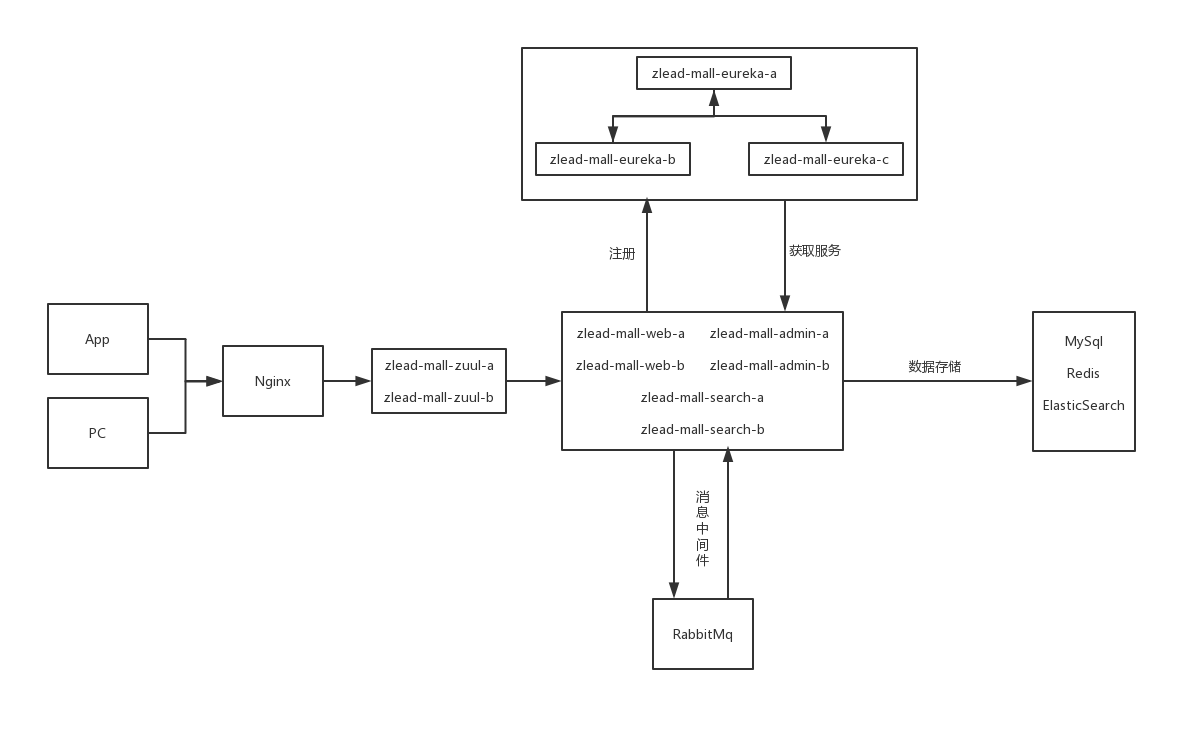 zlead-mall-eureka-a
zlead-mall-eureka-b
zlead-mall-eureka-c
注册
获取服务
App
PC
Nginx
zlead-mall-zuul-a
zlead-mall-zuul-b
zlead-mall-web-a
zlead-mall-admin-a
zlead-mall-web-b
zlead-mall-admin-b
zlead-mall-search-a
zlead-mall-search-b
数据存储
MySql
Redis
ElasticSearch
消息中间件
RabbitMq